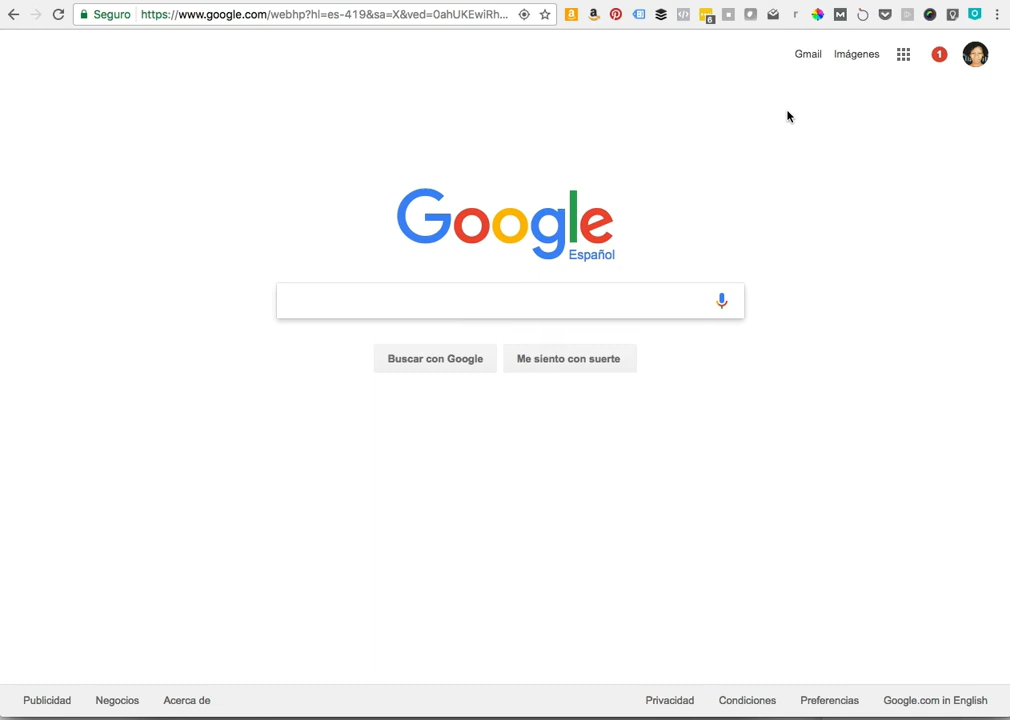 Seguro https://www.google.com/webhp?hl=es-419&sa=X&ved=0ahUKEwiRh...
6
Gmail Imágenes 1
Google
Español
Buscar con Google Me siento con suerte
Publicidad Negocios Acerca de Privacidad Condiciones Preferencias Google.com in English